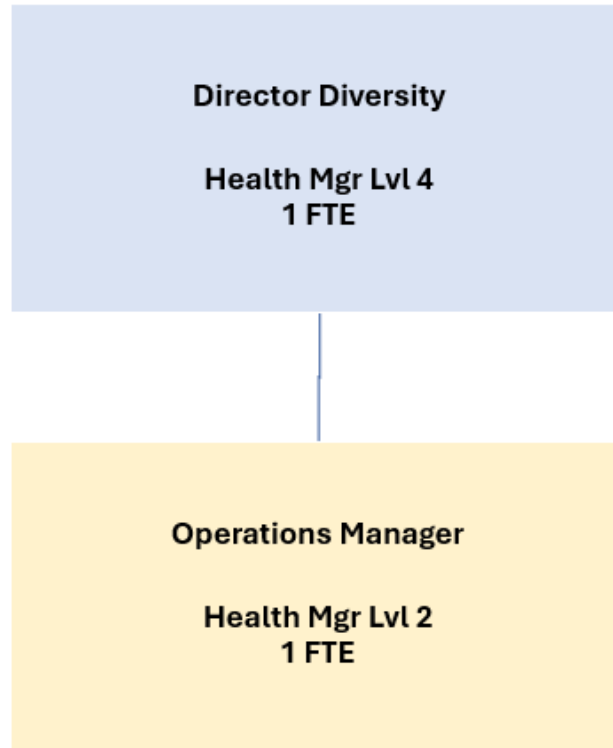 Director Diversity
Health Mgr Lvl 4
1 FTE
Operations Manager
Health Mgr Lvl 2
1 FTE